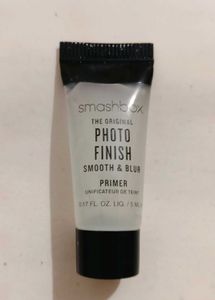 smashbox
THE ORIGINAL
PHOTO
FINISH
SMOOTH & BLUR
PRIMER
UNIFICATEUR DE TEINT
0.17 FL. OZ. LIQ. / 5 ML